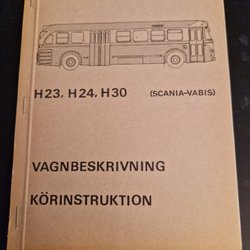 H23, H24, H30 (SCANIA-VABIS)
VAGNBESKRIVNING
KÖRINSTRUKTION